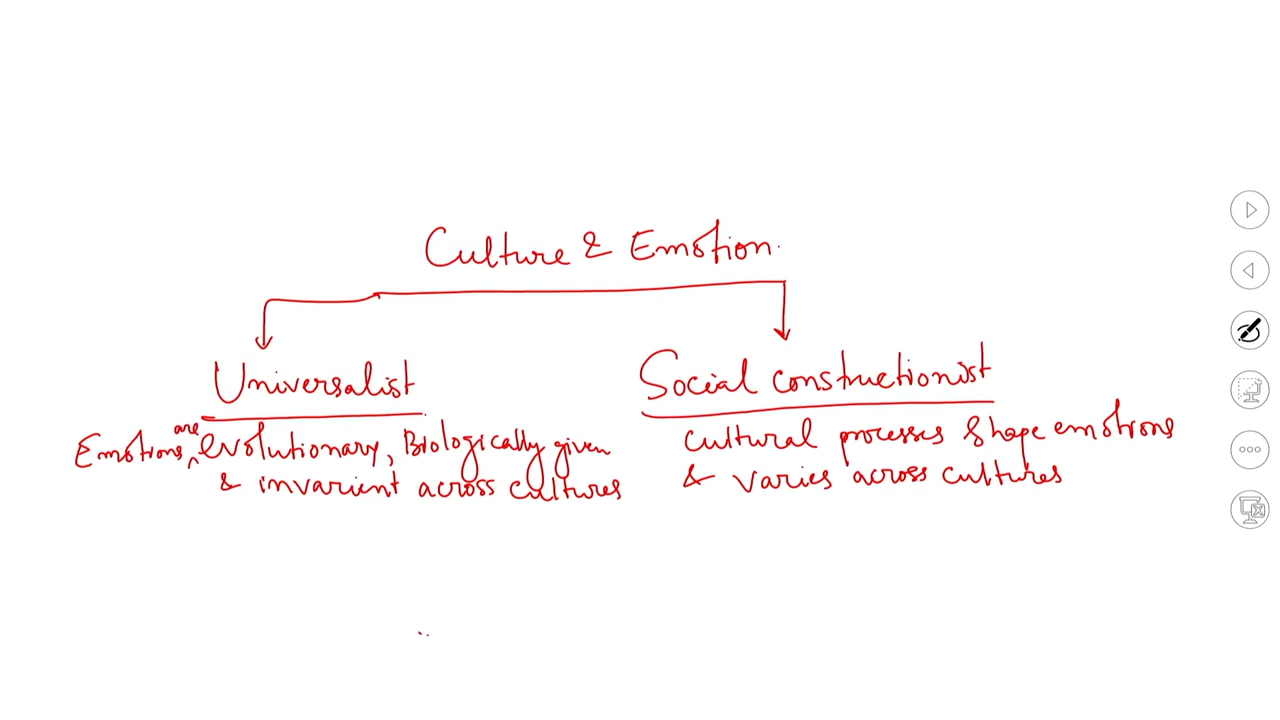 Culture & Emotion.
Universalist
Social constructionist
Emotions are evolutionary, Biologically given
& invarient across cultures
cultural processes shape emotions
& varies across cultures